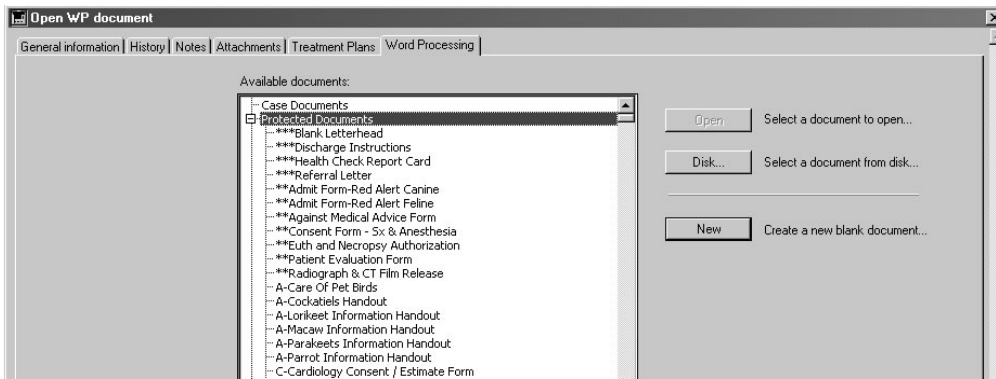 Open WP document
General information History Notes Attachments Treatment Plans Word Processing
Available documents:
Case Documents
Protected Documents
***Blank Letterhead
***Discharge Instructions
***Health Check Report Card
***Referral Letter
**Admit Form-Red Alert Canine
**Admit Form-Red Alert Feline
**Against Medical Advice Form
**Consent Form - Sx & Anesthesia
**Euth and Necropsy Authorization
**Patient Evaluation Form
**Radiograph & CT Film Release
A-Care Of Pet Birds
A-Cockatiels Handout
A-Lorikeet Information Handout
A-Macaw Information Handout
A-Parakeets Information Handout
A-Parrot Information Handout
C-Cardiology Consent / Estimate Form
Open Select a document to open...
Disk... Select a document from disk...
New Create a new blank document...